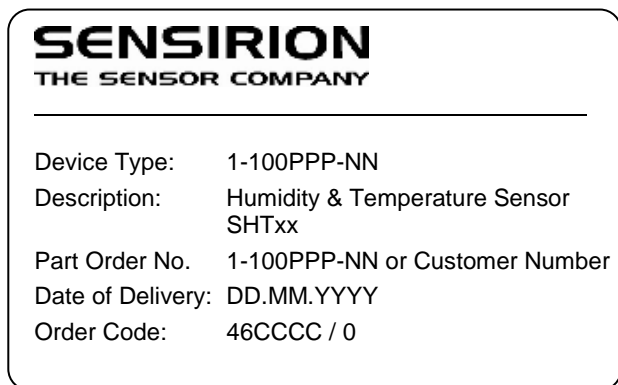 SENSIRION
THE SENSOR COMPANY
Device Type: 1-100PPP-NN
Description: Humidity & Temperature Sensor
SHTxx
Part Order No. 1-100PPP-NN or Customer Number
Date of Delivery: DD.MM.YYYY
Order Code: 46CCCC / 0